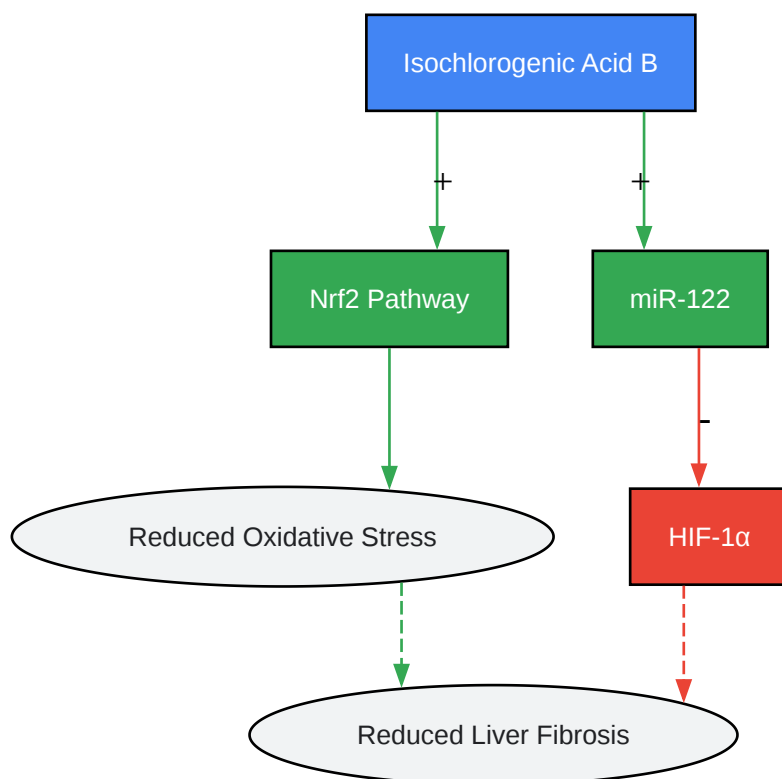 Isochlorogenic Acid B
+ +
Nrf2 Pathway miR-122
-
Reduced Oxidative Stress HIF-1α
Reduced Liver Fibrosis